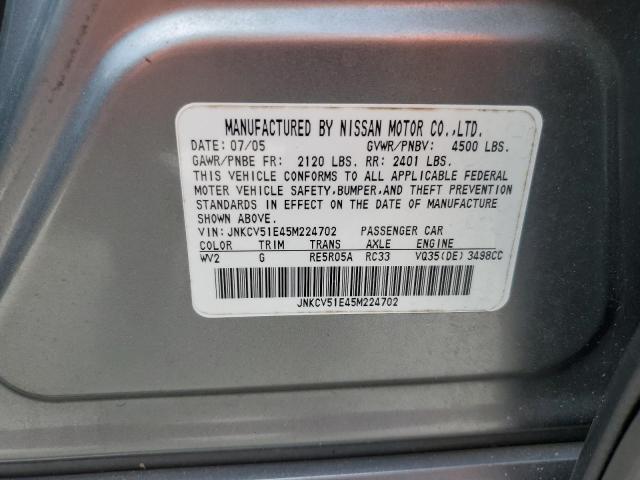 MANUFACTURED BY NISSAN MOTOR CO.,LTD.
DATE: 07/05 GVWR/PNBV: 4500 LBS.
GAWR/PNBE FR: 2120 LBS. RR: 2401 LBS.
THIS VEHICLE CONFORMS TO ALL APPLICABLE FEDERAL
MOTOR VEHICLE SAFETY,BUMPER,AND THEFT PREVENTION
STANDARDS IN EFFECT ON THE DATE OF MANUFACTURE
SHOWN ABOVE.
VIN: JNKCV51E45M224702 PASSENGER CAR
COLOR TRIM TRANS AXLE ENGINE
WV2 G RE5R05A RC33 VQ35(DE) 3498CC
JNKCV51E45M224702